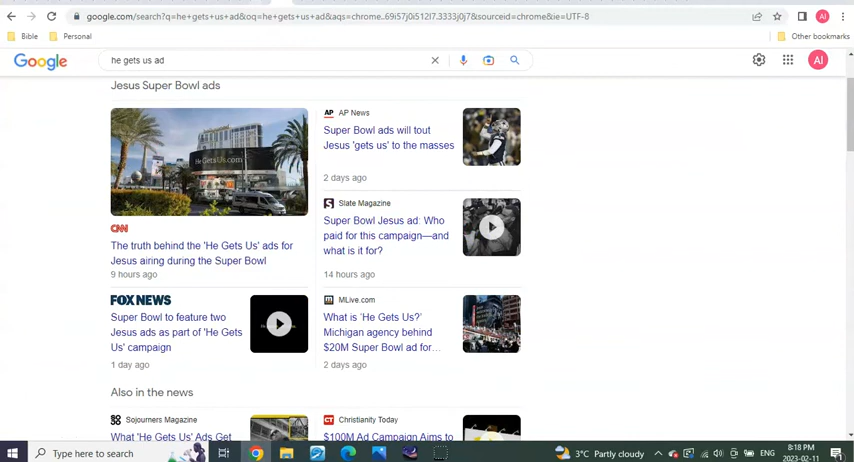 google.com/search?q=he+gets+us+ad&oq=he+gets+us+ad&aqs=chrome..69i57j0i512l7.3333j0j7&sourceid=chrome&ie=UTF-8
AI
Bible
Personal
Other bookmarks
Google
he gets us ad
AI
Jesus Super Bowl ads
HeGetsUs.com
CNN
The truth behind the 'He Gets Us' ads for
Jesus airing during the Super Bowl
9 hours ago
AP AP News
Super Bowl ads will tout
Jesus 'gets us' to the masses
2 days ago
S Slate Magazine
Super Bowl Jesus ad: Who
paid for this campaign—and
what is it for?
14 hours ago
FOX NEWS
Super Bowl to feature two
Jesus ads as part of 'He Gets
Us' campaign
1 day ago
m MLive.com
What is 'He Gets Us?'
Michigan agency behind
$20M Super Bowl ad for...
2 days ago
Also in the news
Sojourners Magazine
What 'He Gets Us' Ads Get
CT Christianity Today
$100M Ad Campaign Aims to
Type here to search
3°C Partly cloudy
ENG
8:18 PM
2023-02-11